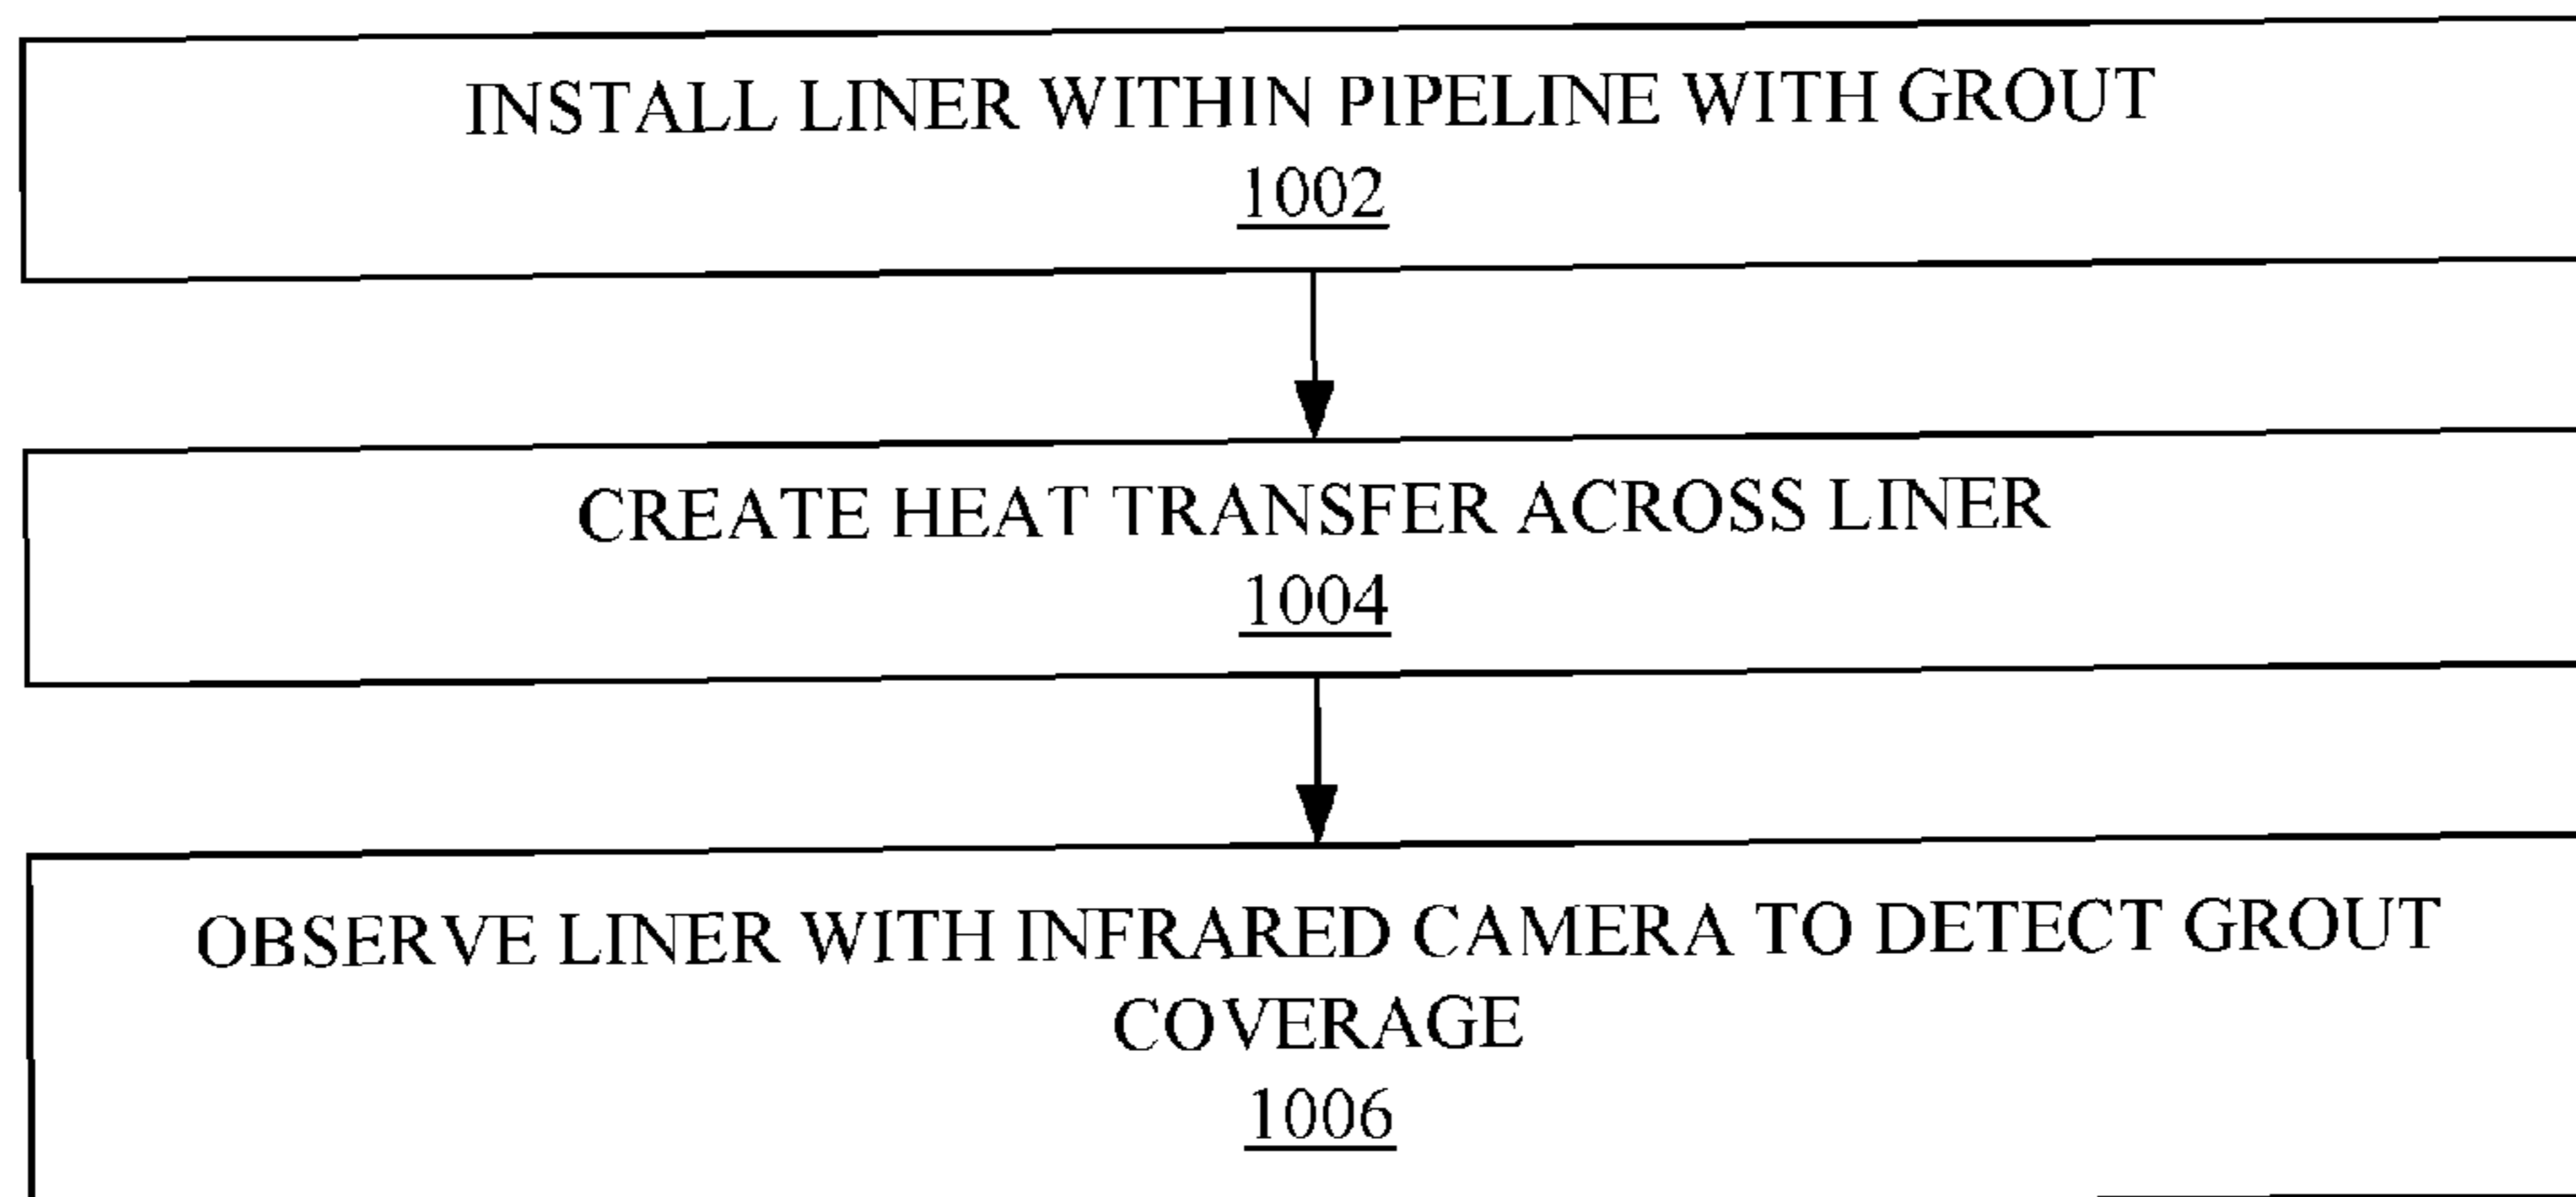 INSTALL LINER WITHIN PIPELINE WITH GROUT
1002
CREATE HEAT TRANSFER ACROSS LINER
1004
OBSERVE LINER WITH INFRARED CAMERA TO DETECT GROUT
COVERAGE
1006